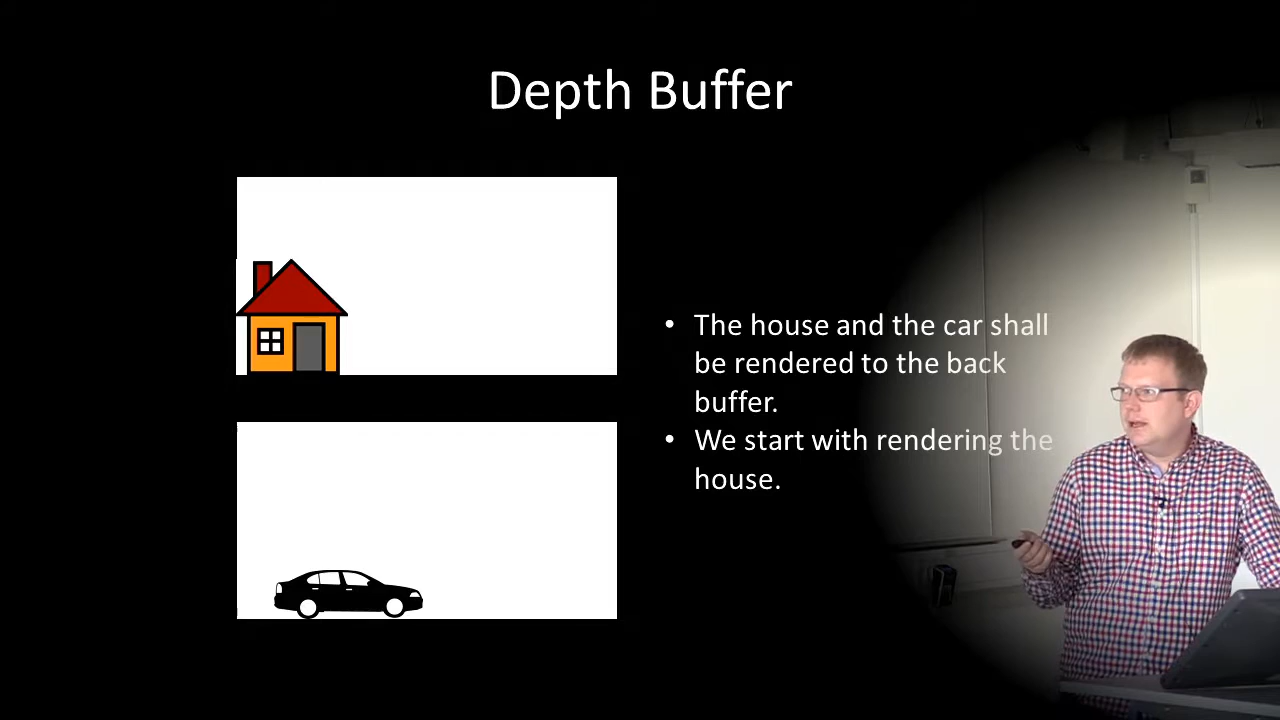 Depth Buffer
• The house and the car shall
be rendered to the back
buffer.
• We start with rendering the
house.